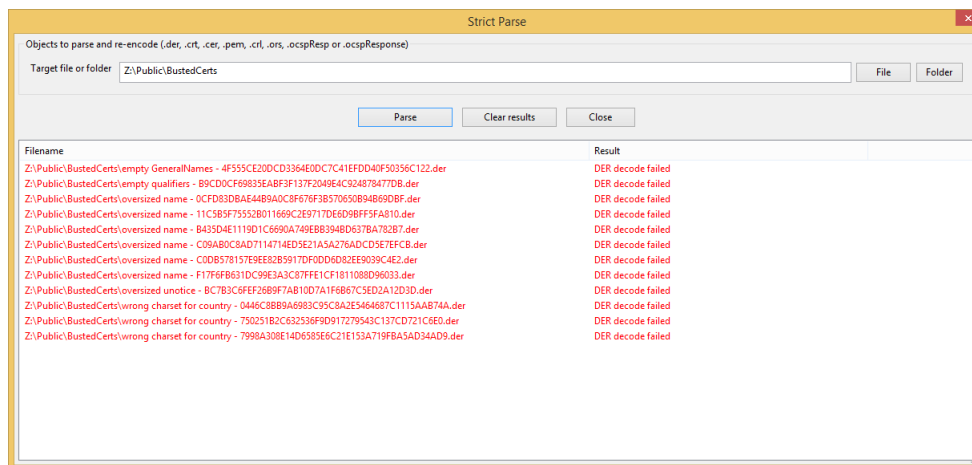 Strict Parse
x
Objects to parse and re-encode (.der, .crt, .cer, .pem, .crl, .ors, .ocspResp or .ocspResponse)
Target file or folder Z:\Public\BustedCerts File Folder
Parse Clear results Close
Filename Result
Z:\Public\BustedCerts\empty GeneralNames - 4F555CE20DCD3364E0DC7C41EFDD40F50356C122.der DER decode failed
Z:\Public\BustedCerts\empty qualifiers - B9CD0CF69835EABF3F137F2049E4C924878477DB.der DER decode failed
Z:\Public\BustedCerts\oversized name - 0CFD83DBAE44B9A0C8F676F3B570650B94B69DBF.der DER decode failed
Z:\Public\BustedCerts\oversized name - 11C5B5F75552B011669C2E9717DE6D9BFF5FA810.der DER decode failed
Z:\Public\BustedCerts\oversized name - B435D4E1119D1C6690A749EBB394BD637BA782B7.der DER decode failed
Z:\Public\BustedCerts\oversized name - C09AB0C8AD7114714ED5E21A5A276ADCD5E7EFCB.der DER decode failed
Z:\Public\BustedCerts\oversized name - C0DB578157E9EE82B5917DF0DD6D82EE9039C4E2.der DER decode failed
Z:\Public\BustedCerts\oversized name - F17F6FB631DC99E3A3C87FFE1CF1811088D96033.der DER decode failed
Z:\Public\BustedCerts\oversized unotice - BC7B3C6FEF26B9F7AB10D7A1F6B67C5ED2A12D3D.der DER decode failed
Z:\Public\BustedCerts\wrong charset for country - 0446C8BB9A6983C95C8A2E5464687C1115AAB74A.der DER decode failed
Z:\Public\BustedCerts\wrong charset for country - 750251B2C632536F9D917279543C137CD721C6E0.der DER decode failed
Z:\Public\BustedCerts\wrong charset for country - 7998A308E14D6585E6C21E153A719FBA5AD34AD9.der DER decode failed